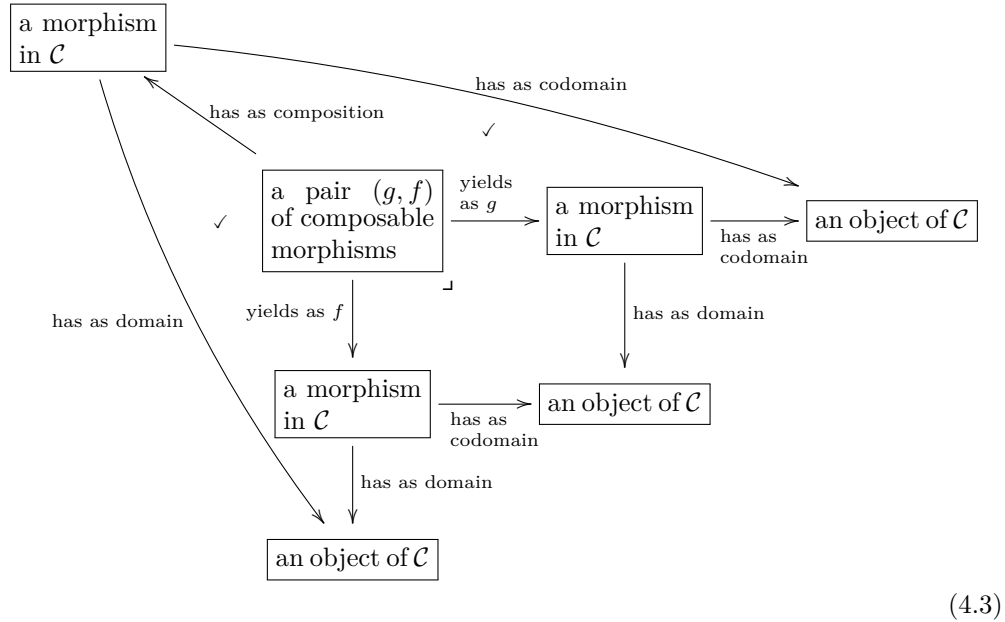 a morphism
in 𝒞
has as codomain
has as composition
✓
a pair (g, f)
of composable
morphisms
yields
as g
a morphism
in 𝒞
has as
codomain
an object of 𝒞
✓
⌟
yields as f
has as domain
has as domain
a morphism
in 𝒞
has as
codomain
an object of 𝒞
has as domain
an object of 𝒞
(4.3)